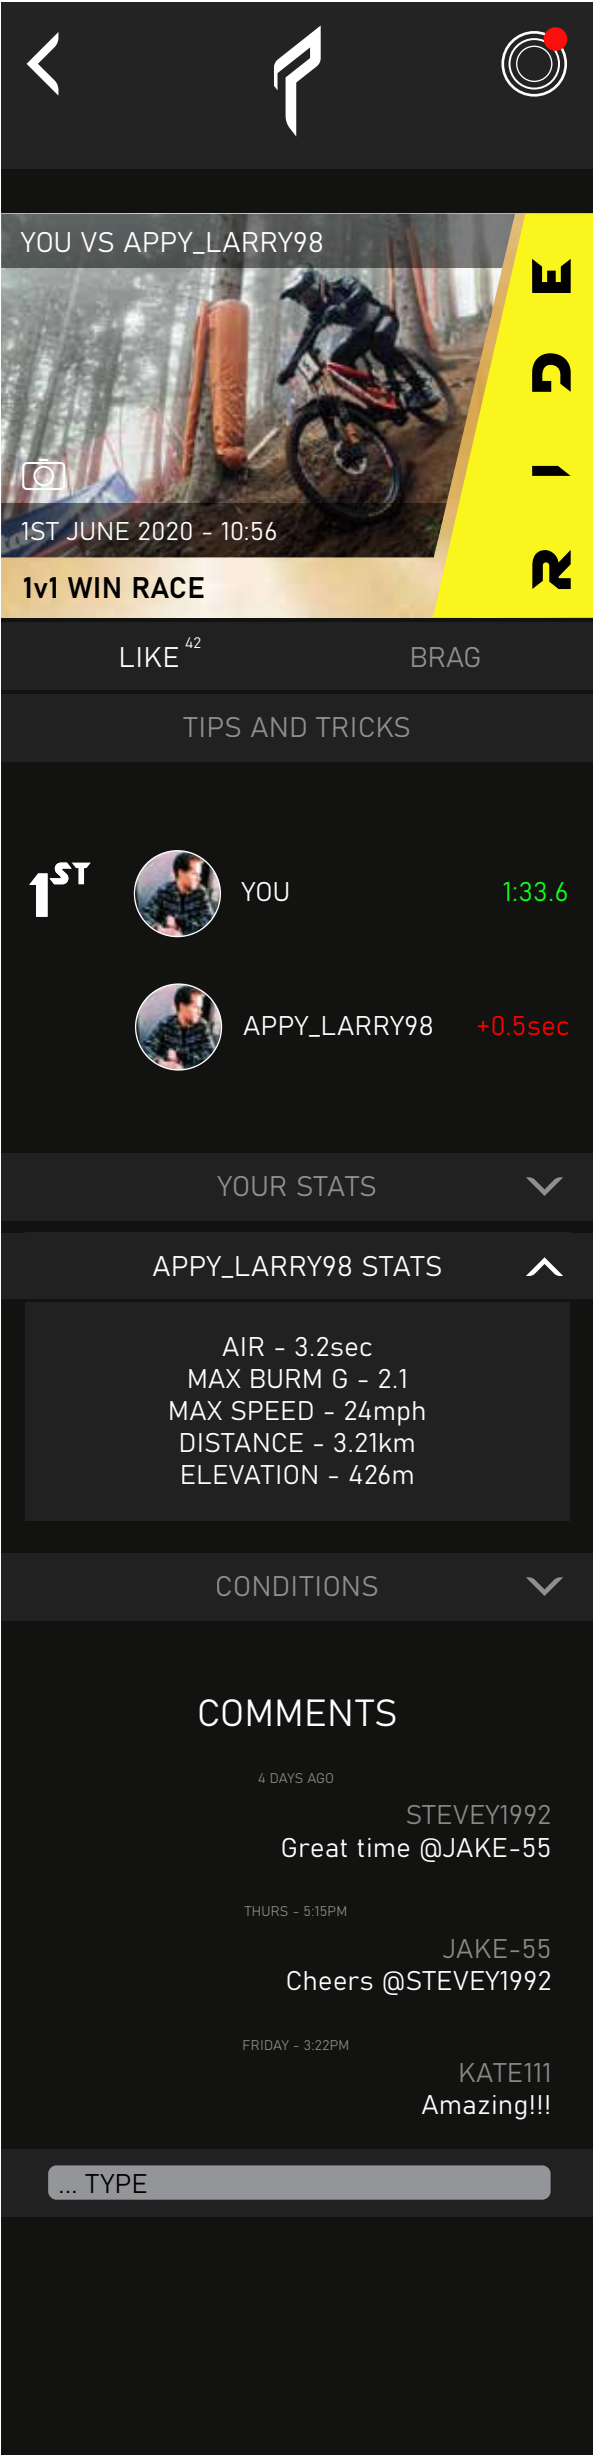 YOU VS APPY_LARRY98
RIDE
1ST JUNE 2020 - 10:56
1v1 WIN RACE
LIKE 42
BRAG
TIPS AND TRICKS
1ST
YOU
1:33.6
APPY_LARRY98
+0.5sec
YOUR STATS
APPY_LARRY98 STATS
AIR - 3.2sec
MAX BURM G - 2.1
MAX SPEED - 24mph
DISTANCE - 3.21km
ELEVATION - 426m
CONDITIONS
COMMENTS
4 DAYS AGO
STEVEY1992
Great time @JAKE-55
THURS - 5:15PM
JAKE-55
Cheers @STEVEY1992
FRIDAY - 3:22PM
KATE111
Amazing!!!
... TYPE